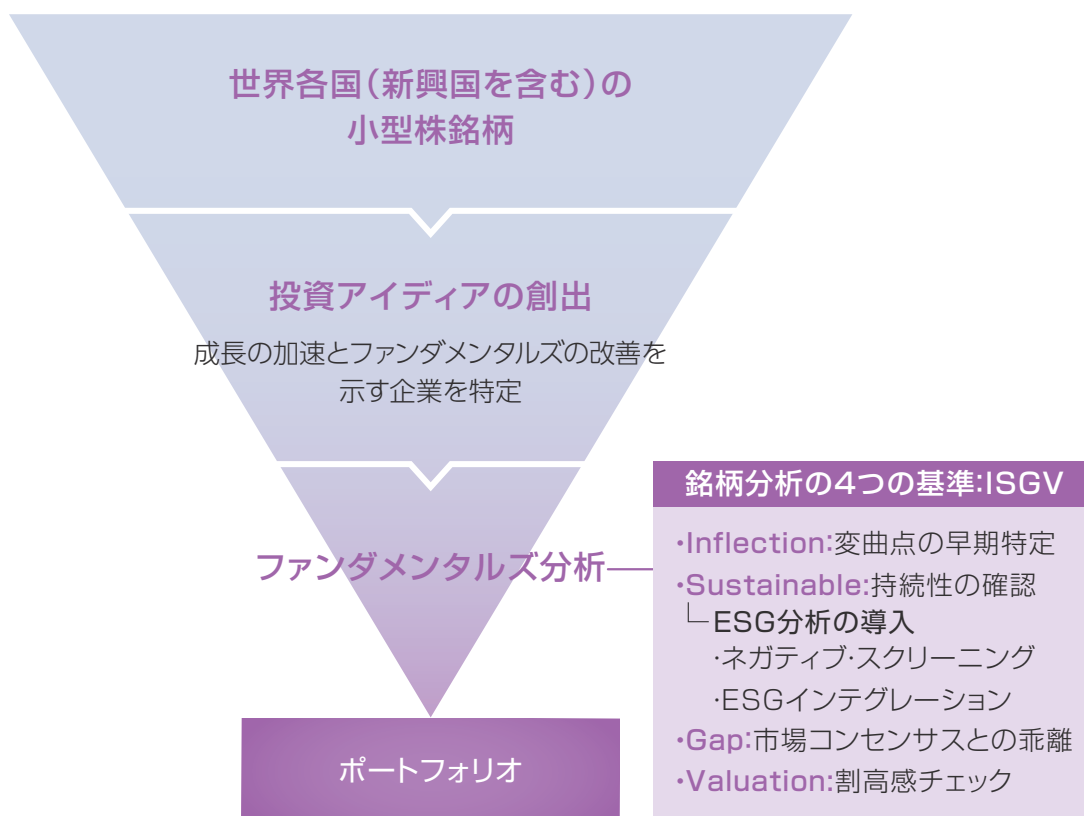 世界各国(新興国を含む)の
小型株銘柄
投資アイディアの創出
成長の加速とファンダメンタルズの改善を
示す企業を特定
ファンダメンタルズ分析
銘柄分析の4つの基準:ISGV
・Inflection:変曲点の早期特定
・Sustainable:持続性の確認
ESG分析の導入
・ネガティブ・スクリーニング
・ESGインテグレーション
・Gap:市場コンセンサスとの乖離
・Valuation:割高感チェック
ポートフォリオ